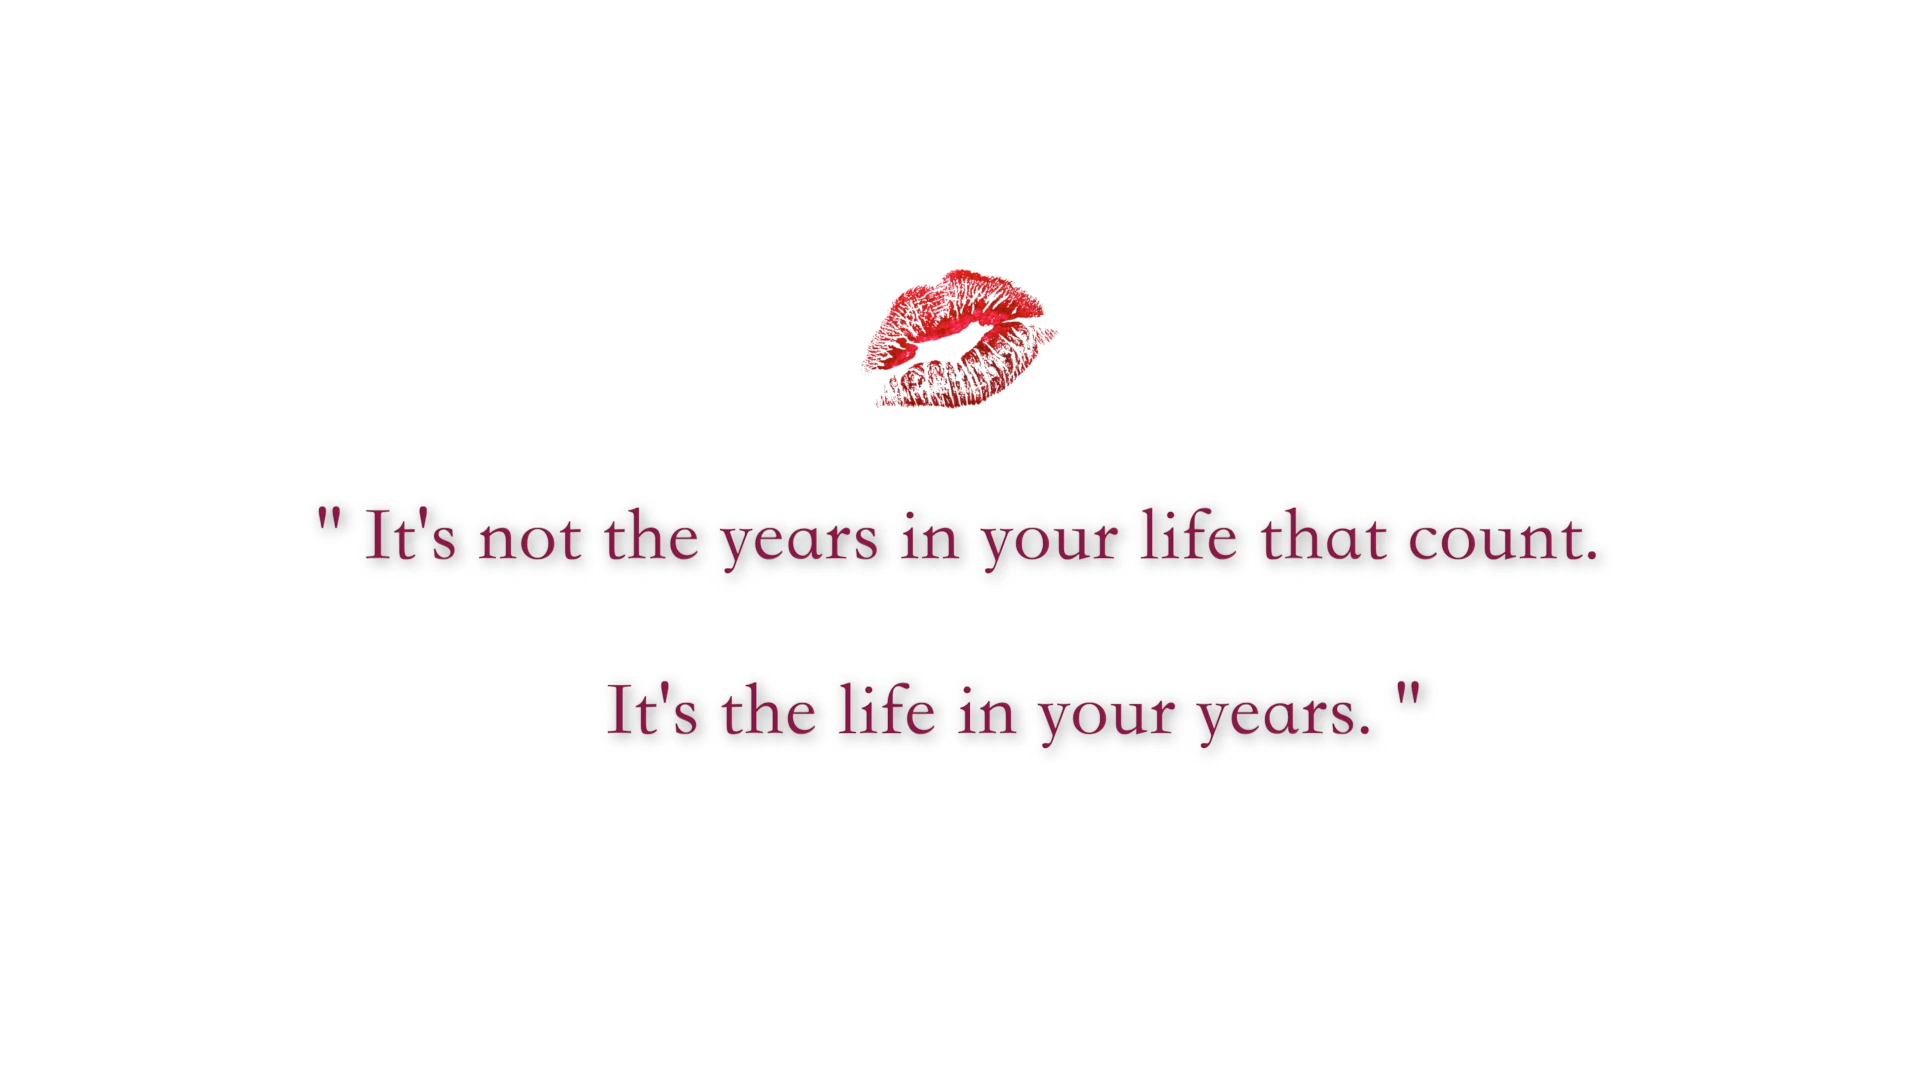 " It's not the years in your life that count.
It's the life in your years. "